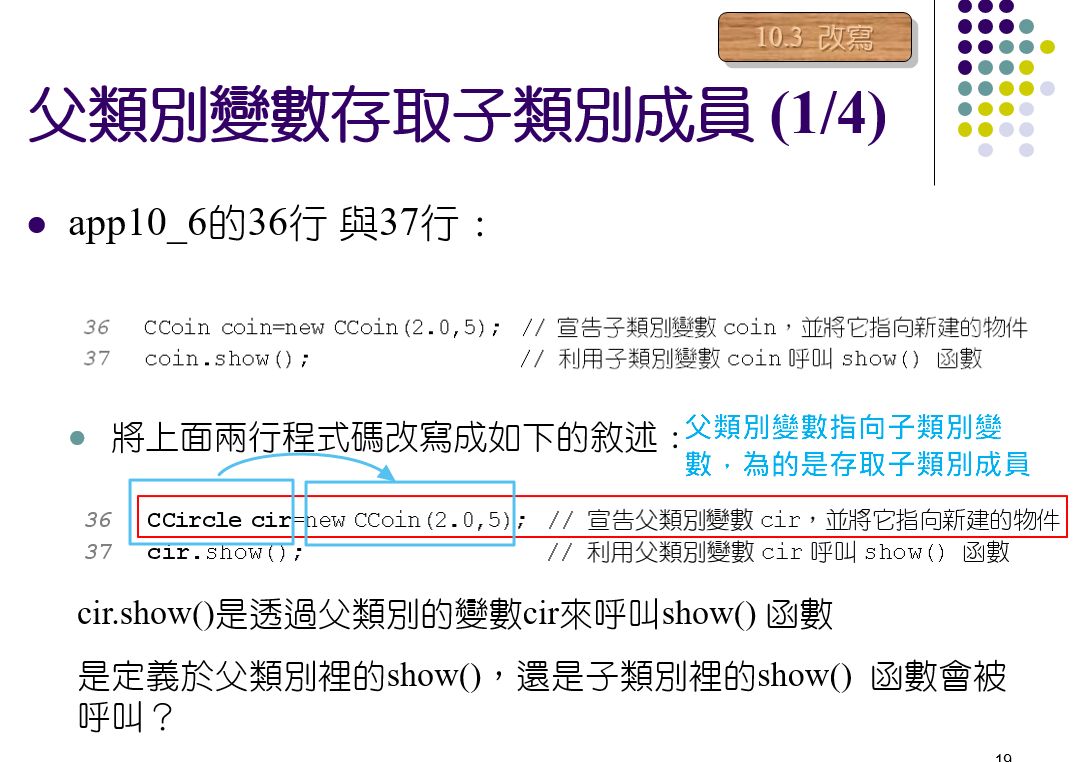 10.3 改寫
父類別變數存取子類別成員 (1/4)
app10_6的36行 與37行：
36 CCoin coin=new CCoin(2.0,5); // 宣告子類別變數 coin，並將它指向新建的物件
37 coin.show(); // 利用子類別變數 coin 呼叫 show() 函數
將上面兩行程式碼改寫成如下的敘述：
父類別變數指向子類別變
數，為的是存取子類別成員
36 CCircle cir=new CCoin(2.0,5); // 宣告父類別變數 cir，並將它指向新建的物件
37 cir.show(); // 利用父類別變數 cir 呼叫 show() 函數
cir.show()是透過父類別的變數cir來呼叫show() 函數
是定義於父類別裡的show()，還是子類別裡的show() 函數會被
呼叫？
19